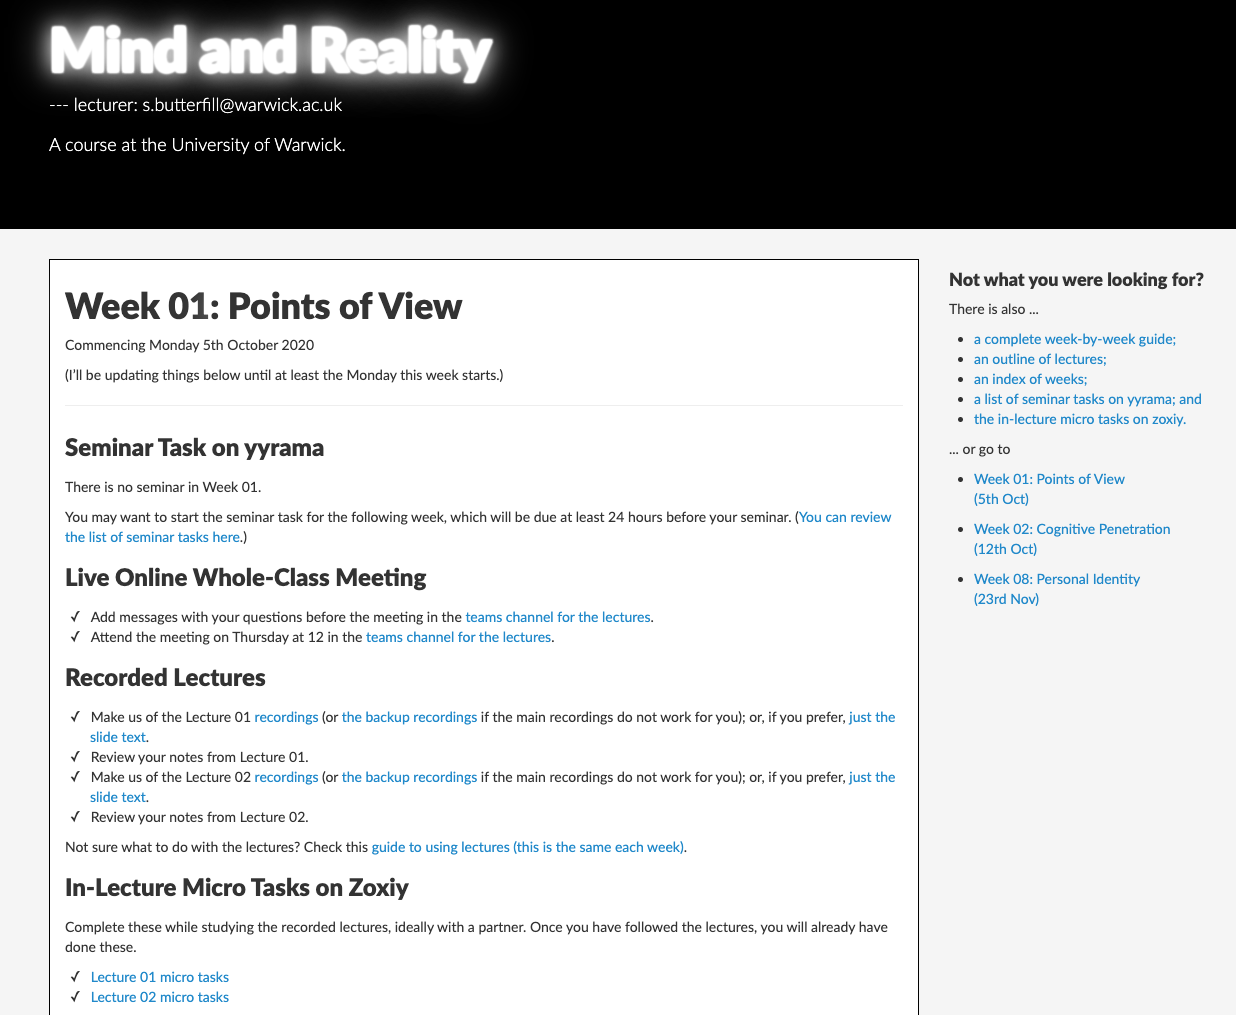 Mind and Reality
--- lecturer: s.butterfill@warwick.ac.uk
A course at the University of Warwick.
Week 01: Points of View
Commencing Monday 5th October 2020
(I'll be updating things below until at least the Monday this week starts.)
Seminar Task on yyrama
There is no seminar in Week 01.
You may want to start the seminar task for the following week, which will be due at least 24 hours before your seminar. (You can review
the list of seminar tasks here.)
Live Online Whole-Class Meeting
✓ Add messages with your questions before the meeting in the teams channel for the lectures.
✓ Attend the meeting on Thursday at 12 in the teams channel for the lectures.
Recorded Lectures
✓ Make us of the Lecture 01 recordings (or the backup recordings if the main recordings do not work for you); or, if you prefer, just the
slide text.
✓ Review your notes from Lecture 01.
✓ Make us of the Lecture 02 recordings (or the backup recordings if the main recordings do not work for you); or, if you prefer, just the
slide text.
✓ Review your notes from Lecture 02.
Not sure what to do with the lectures? Check this guide to using lectures (this is the same each week).
In-Lecture Micro Tasks on Zoxiy
Complete these while studying the recorded lectures, ideally with a partner. Once you have followed the lectures, you will already have
done these.
✓ Lecture 01 micro tasks
✓ Lecture 02 micro tasks
Not what you were looking for?
There is also ...
• a complete week-by-week guide;
• an outline of lectures;
• an index of weeks;
• a list of seminar tasks on yyrama; and
• the in-lecture micro tasks on zoxiy.
... or go to
• Week 01: Points of View
(5th Oct)
• Week 02: Cognitive Penetration
(12th Oct)
• Week 08: Personal Identity
(23rd Nov)